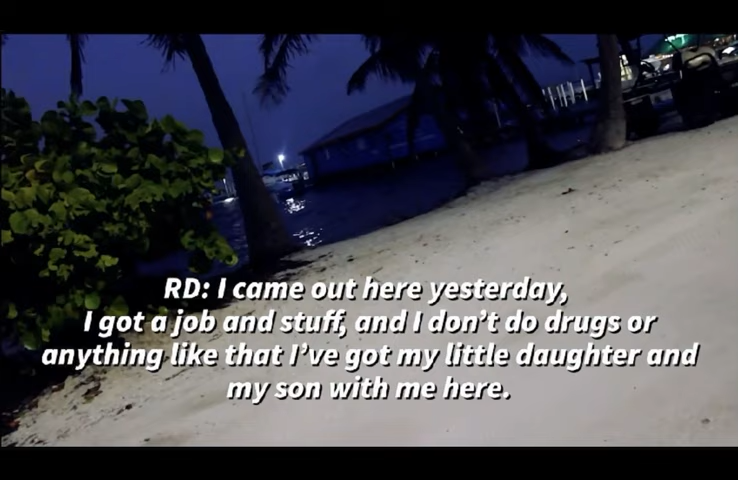 RD: I came out here yesterday,
I got a job and stuff, and I don't do drugs or
anything like that I've got my little daughter and
my son with me here.